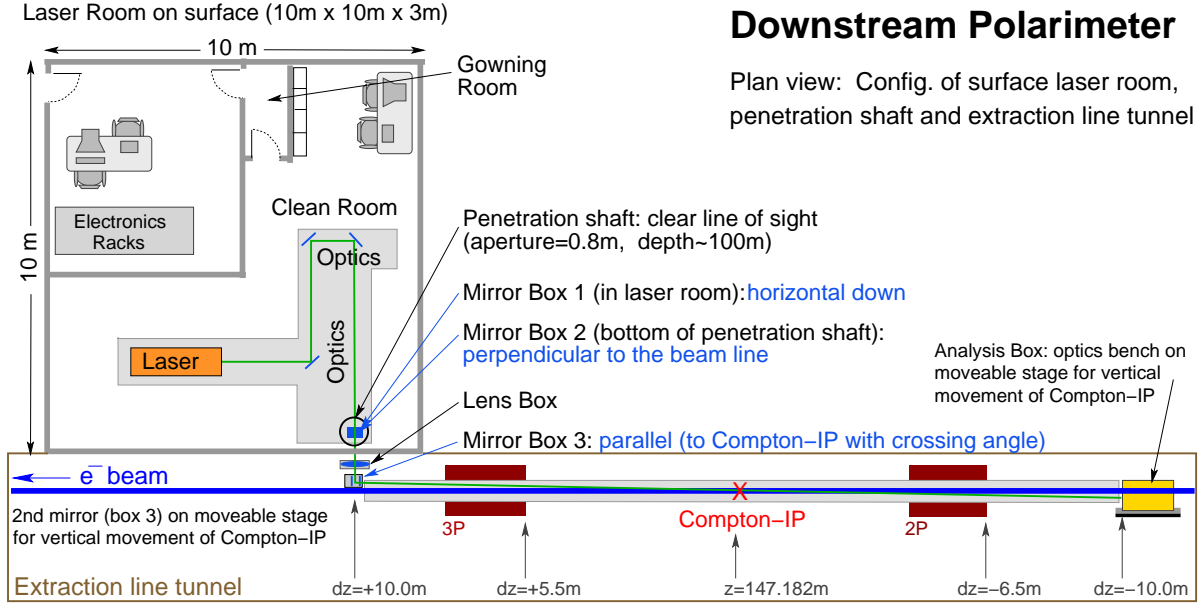 Laser Room on surface (10m x 10m x 3m)
Downstream Polarimeter
Plan view: Config. of surface laser room,
penetration shaft and extraction line tunnel
10 m
10 m
Gowning
Room
Electronics
Racks
Clean Room
Optics
Optics
Laser
Penetration shaft: clear line of sight
(aperture=0.8m, depth~100m)
Mirror Box 1 (in laser room): horizontal down
Mirror Box 2 (bottom of penetration shaft):
perpendicular to the beam line
Lens Box
Mirror Box 3: parallel (to Compton−IP with crossing angle)
Analysis Box: optics bench on
moveable stage for vertical
movement of Compton−IP
e− beam
2nd mirror (box 3) on moveable stage
for vertical movement of Compton−IP
3P
X
Compton−IP
2P
Extraction line tunnel
dz=+10.0m
dz=+5.5m
z=147.182m
dz=−6.5m
dz=−10.0m